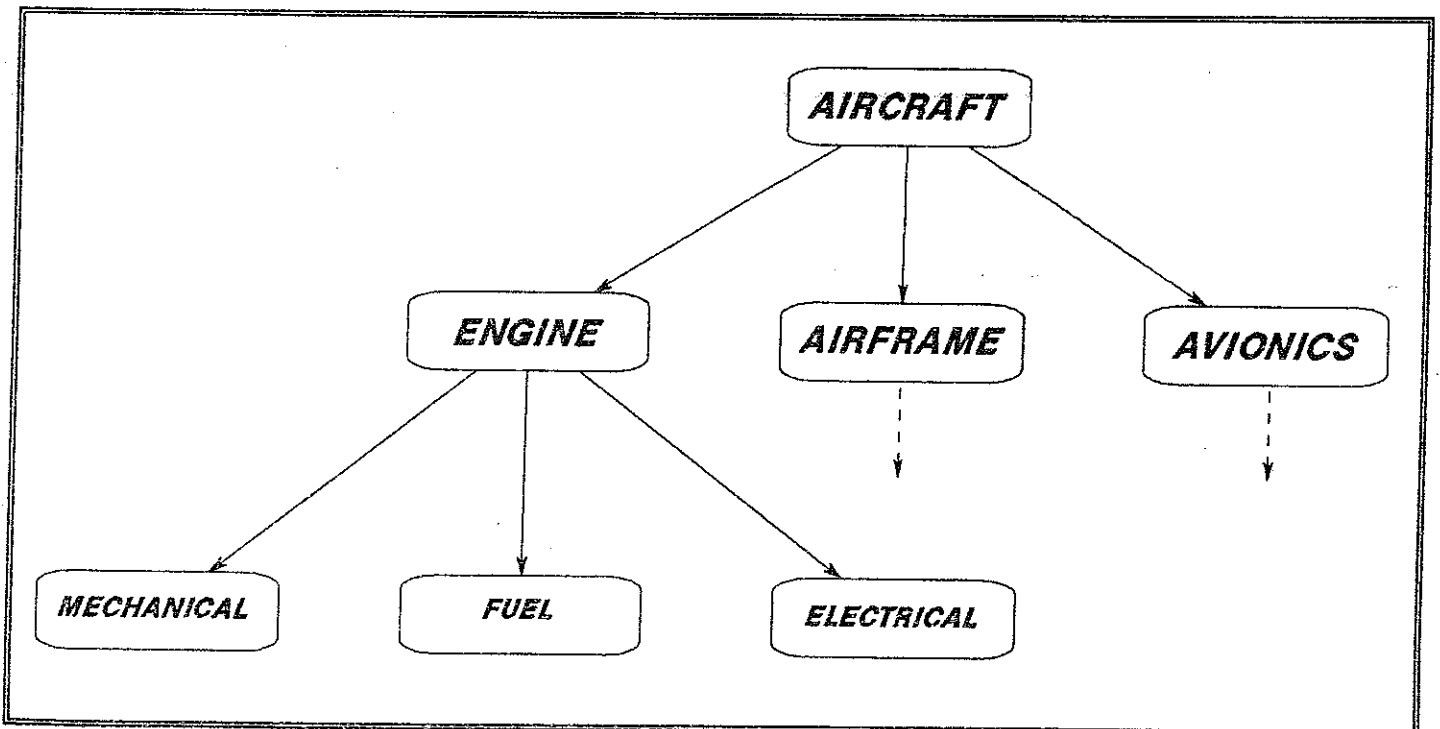 AIRCRAFT
ENGINE
AIRFRAME
AVIONICS
MECHANICAL
FUEL
ELECTRICAL